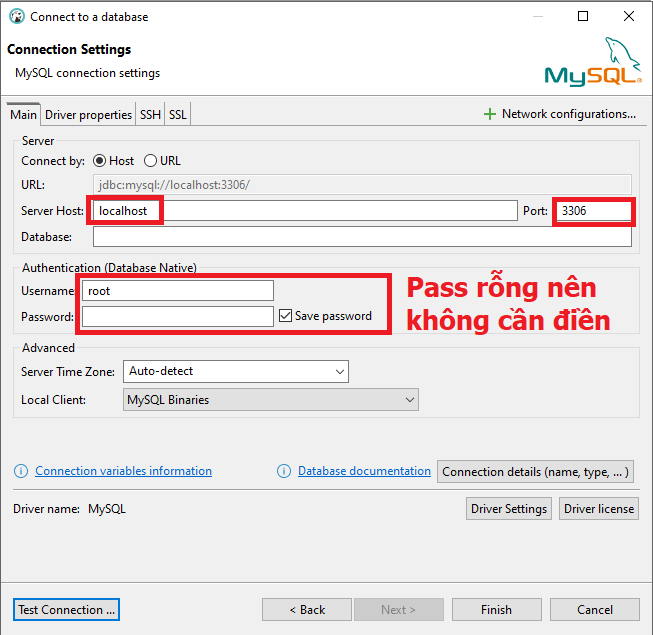 Connect to a database
Connection Settings
MySQL connection settings
MySQL®
Main Driver properties SSH SSL
Network configurations...
Server
Connect by: Host URL
URL: jdbc:mysql://localhost:3306/
Server Host: localhost Port: 3306
Database:
Authentication (Database Native)
Username: root
Password: Save password
Pass rỗng nên
không cần điền
Advanced
Server Time Zone: Auto-detect
Local Client: MySQL Binaries
Connection variables information Database documentation Connection details (name, type, ... )
Driver name: MySQL Driver Settings Driver license
Test Connection ... < Back Next > Finish Cancel